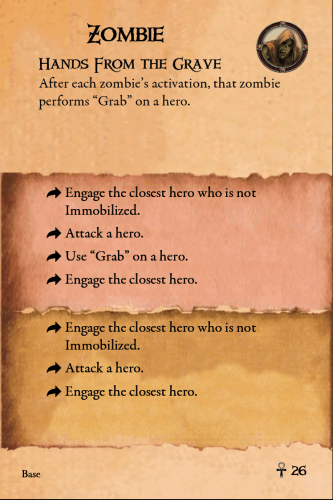 Zombie
Hands From the Grave
After each zombie's activation, that zombie
performs “Grab” on a hero.
Engage the closest hero who is not
Immobilized.
Attack a hero.
Use “Grab” on a hero.
Engage the closest hero.
Engage the closest hero who is not
Immobilized.
Attack a hero.
Engage the closest hero.
Base
26